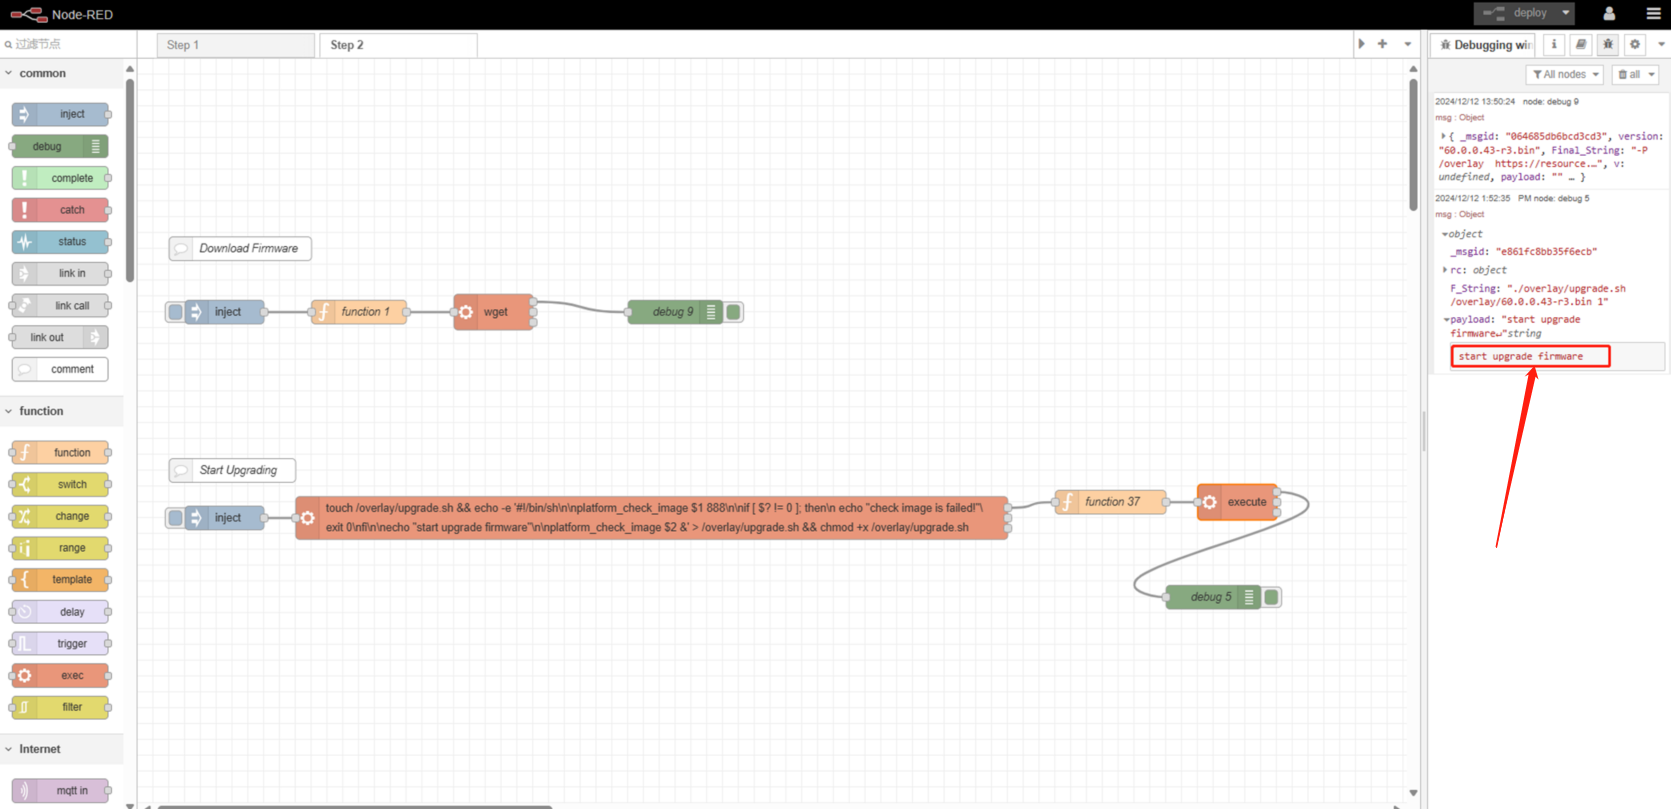 Node-RED
deploy
过滤节点
Step 1
Step 2
Debugging win
i
All nodes
all
common
inject
debug
complete
catch
status
link in
link call
link out
comment
function
function
switch
change
range
template
delay
trigger
exec
filter
Internet
mqtt in
Download Firmware
inject
function 1
wget
debug 9
Start Upgrading
inject
touch /overlay/upgrade.sh && echo -e '#!/bin/sh\n\nplatform_check_image $1 888\n\nif [ $? != 0 ]; then\n echo "check image is failed!"\
exit 0\nfi\n\necho "start upgrade firmware"\n\nplatform_check_image $2 &' > /overlay/upgrade.sh && chmod +x /overlay/upgrade.sh
function 37
execute
debug 5
2024/12/12 13:50:24 node: debug 9
msg : Object
{ _msgid: "064685db6bcd3cd3", version:
"60.0.0.43-r3.bin", Final_String: "-P
/overlay https://resource.…", v:
undefined, payload: "" … }
2024/12/12 1:52:35 PM node: debug 5
msg : Object
object
_msgid: "e861fc8bb35f6ecb"
rc: object
F_String: "./overlay/upgrade.sh
/overlay/60.0.0.43-r3.bin 1"
payload: "start upgrade
firmware↵"string
start upgrade firmware